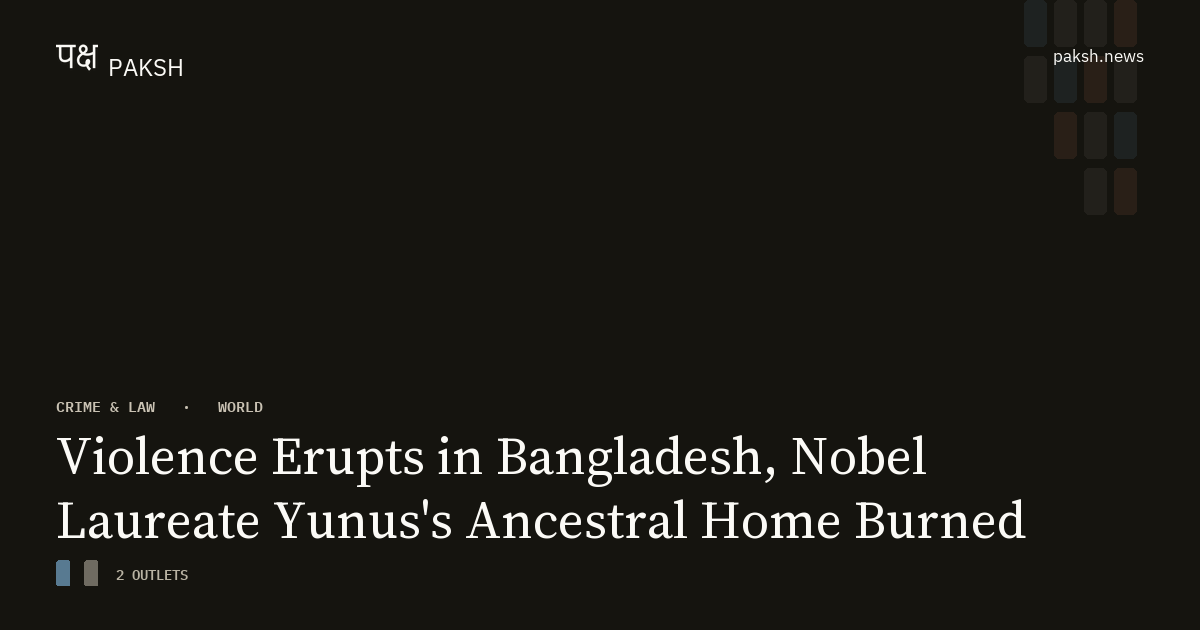 पक्ष PAKSH
paksh.news
CRIME & LAW · WORLD
Violence Erupts in Bangladesh, Nobel
Laureate Yunus's Ancestral Home Burned
2 OUTLETS